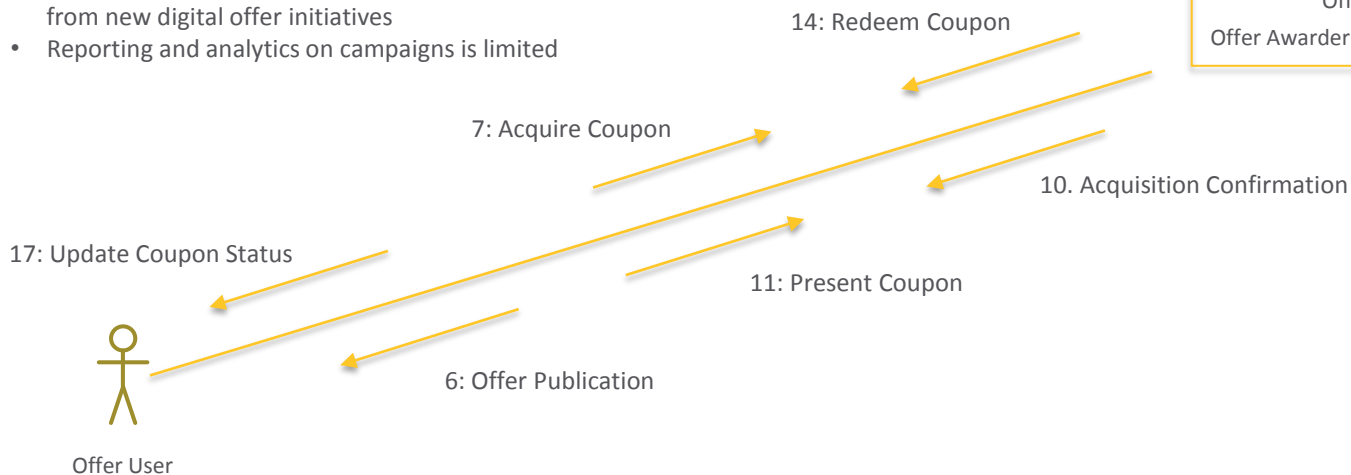 from new digital offer initiatives
• Reporting and analytics on campaigns is limited
14: Redeem Coupon
Offer Awarder
7: Acquire Coupon
10. Acquisition Confirmation
17: Update Coupon Status
11: Present Coupon
6: Offer Publication
Offer User